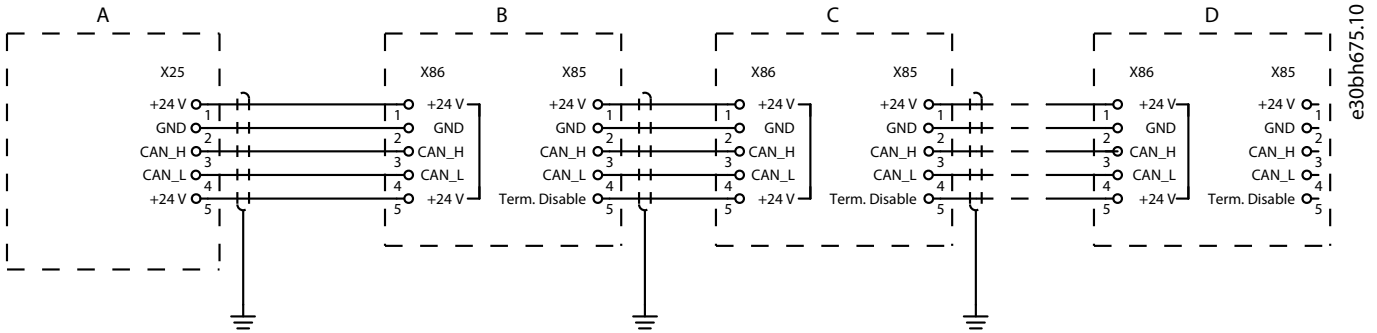 A B C D
X25 X86 X85 X86 X85 X86 X85
+24 V 1 1 +24 V +24 V 1 1 +24 V +24 V 1 1 +24 V +24 V 1
GND 2 2 GND GND 2 2 GND GND 2 2 GND GND 2
CAN_H 3 3 CAN_H CAN_H 3 3 CAN_H CAN_H 3 3 CAN_H CAN_H 3
CAN_L 4 4 CAN_L CAN_L 4 4 CAN_L CAN_L 4 4 CAN_L CAN_L 4
+24 V 5 5 +24 V Term. Disable 5 5 +24 V Term. Disable 5 5 +24 V Term. Disable 5
e30bh675.10